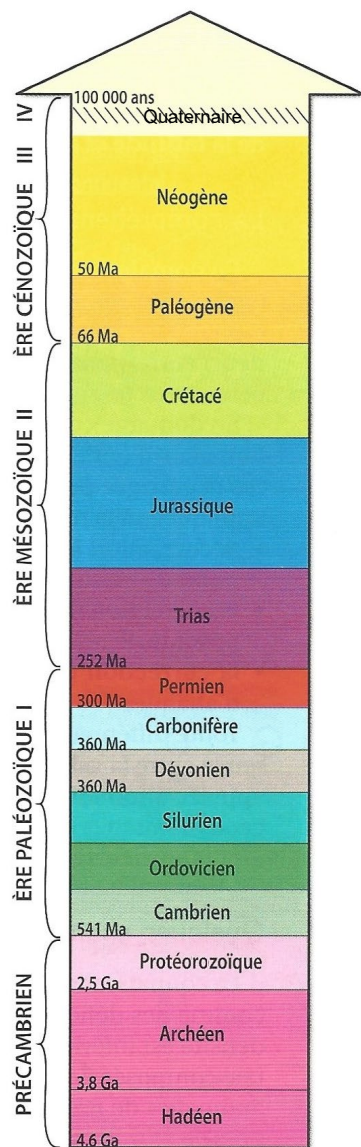 100 000 ans
Quaternaire
Néogène
50 Ma
Paléogène
66 Ma
Crétacé
Jurassique
Trias
252 Ma
Permien
300 Ma
Carbonifère
360 Ma
Dévonien
360 Ma
Silurien
Ordovicien
Cambrien
541 Ma
Protéorozoïque
2,5 Ga
Archéen
3,8 Ga
Hadéen
4,6 Ga
ÈRE CÉNOZOÏQUE III IV
ÈRE MÉSOZOÏQUE II
ÈRE PALÉOZOÏQUE I
PRÉCAMBRIEN